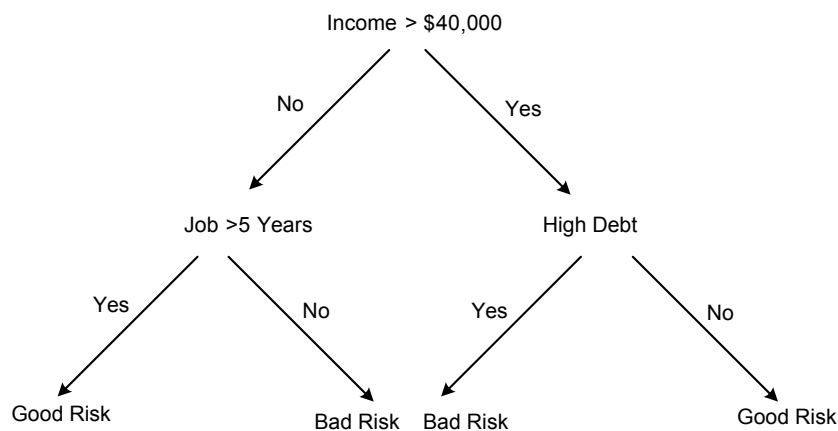 Income > $40,000
No
Yes
Job >5 Years
High Debt
Yes
No
Yes
No
Good Risk
Bad Risk
Bad Risk
Good Risk